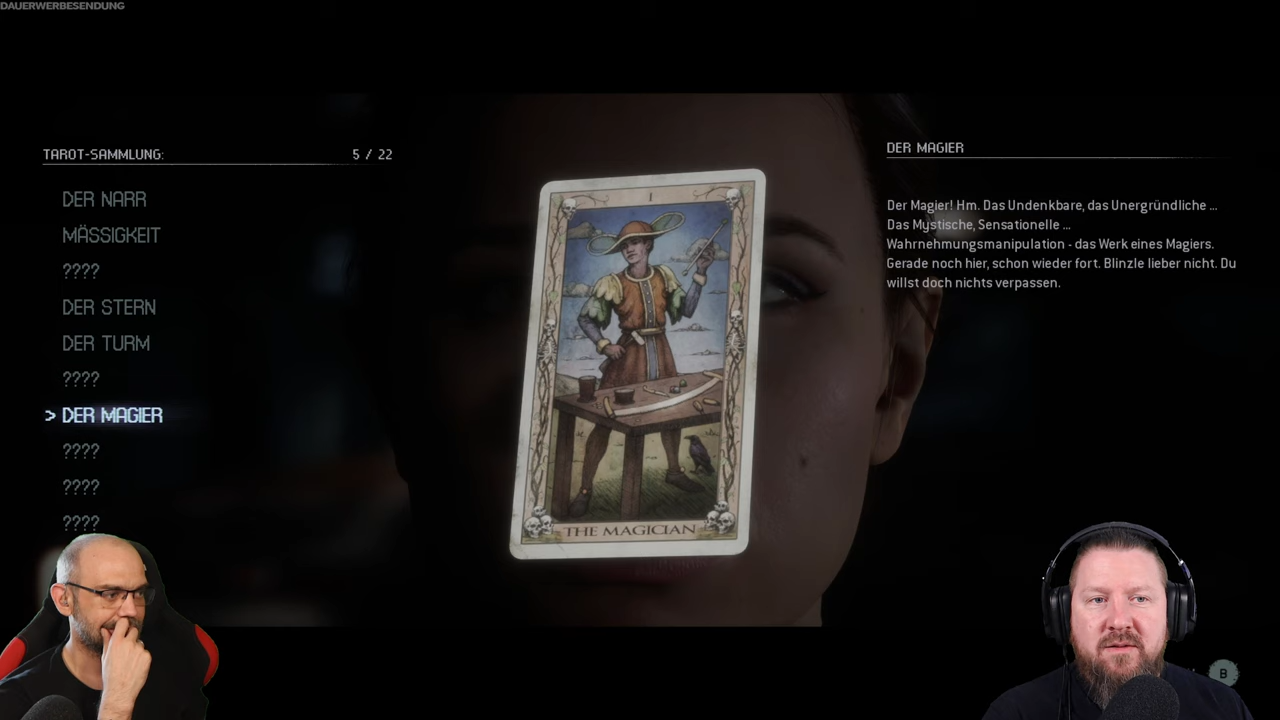 DAUERWERBESENDUNG
TAROT-SAMMLUNG: 5 / 22
DER NARR
MÄSSIGKEIT
????
DER STERN
DER TURM
????
> DER MAGIER
????
????
????
I
THE MAGICIAN
DER MAGIER
Der Magier! Hm. Das Undenkbare, das Unergründliche ...
Das Mystische, Sensationelle ...
Wahrnehmungsmanipulation - das Werk eines Magiers.
Gerade noch hier, schon wieder fort. Blinzle lieber nicht. Du
willst doch nichts verpassen.
B